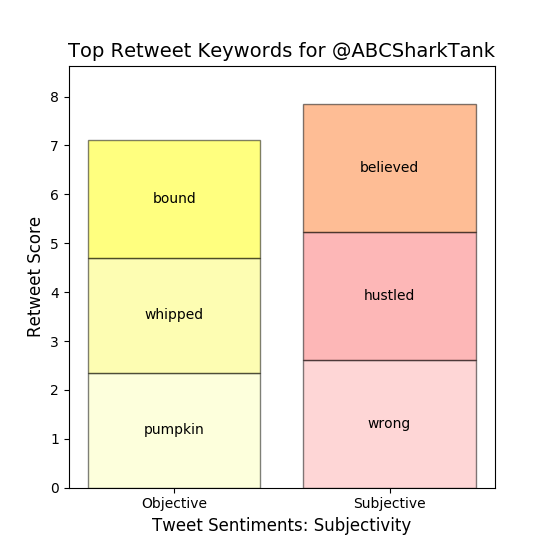 Top Retweet Keywords for @ABCSharkTank
Retweet Score
8
7
6
5
4
3
2
1
0
bound
whipped
pumpkin
believed
hustled
wrong
Objective
Subjective
Tweet Sentiments: Subjectivity